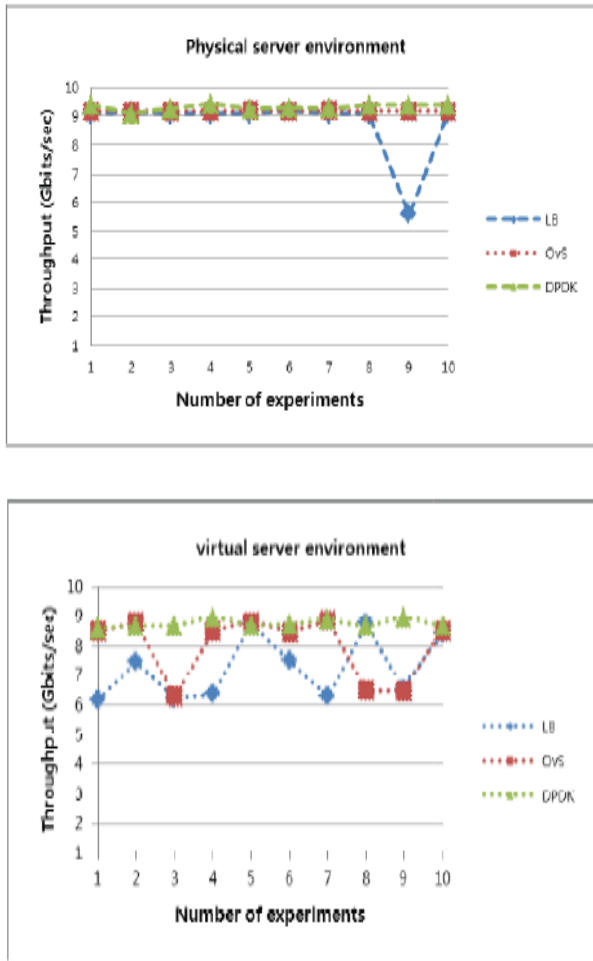 Physical server environment
10
9
8
7
6
5
4
3
2
1
Throughput (Gbits/sec)
1 2 3 4 5 6 7 8 9 10
Number of experiments
LB
OvS
DPDK
virtual server environment
10
9
8
7
6
5
4
3
2
1
Throughput (Gbits/sec)
1 2 3 4 5 6 7 8 9 10
Number of experiments
LB
OvS
DPDK